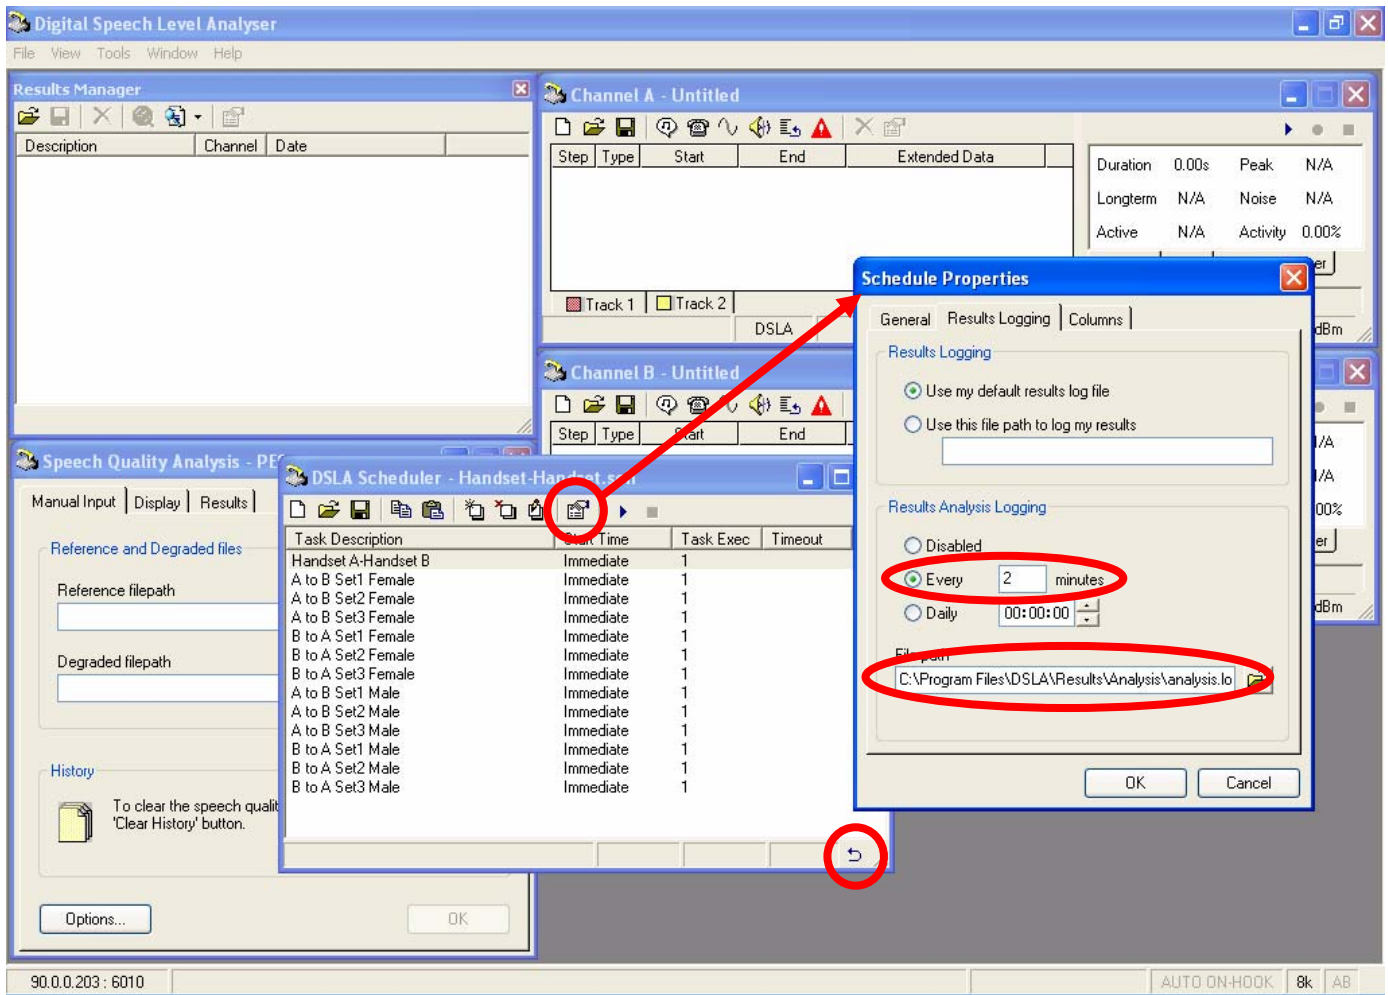 Digital Speech Level Analyser
File View Tools Window Help
Results Manager
Description Channel Date
Channel A - Untitled
Step Type Start End Extended Data
Duration 0.00s Peak N/A
Longterm N/A Noise N/A
Active N/A Activity 0.00%
er
Track 1 Track 2
DSLA
dBm
Channel B - Untitled
Step Type Start End
/A
/A
00%
er
dBm
Speech Quality Analysis - PES
Manual Input Display Results
Reference and Degraded files
Reference filepath
Degraded filepath
History
To clear the speech qualit
'Clear History' button.
Options... OK
DSLA Scheduler - Handset-Handset.sch
Task Description Start Time Task Exec Timeout
Handset A-Handset B Immediate 1
A to B Set1 Female Immediate 1
A to B Set2 Female Immediate 1
A to B Set3 Female Immediate 1
B to A Set1 Female Immediate 1
B to A Set2 Female Immediate 1
B to A Set3 Female Immediate 1
A to B Set1 Male Immediate 1
A to B Set2 Male Immediate 1
A to B Set3 Male Immediate 1
B to A Set1 Male Immediate 1
B to A Set2 Male Immediate 1
B to A Set3 Male Immediate 1
Schedule Properties
General Results Logging Columns
Results Logging
Use my default results log file
Use this file path to log my results
Results Analysis Logging
Disabled
Every 2 minutes
Daily 00:00:00
File path
C:\Program Files\DSLA\Results\Analysis\analysis.lo
OK Cancel
90.0.0.203 : 6010 AUTO ON-HOOK 8k AB